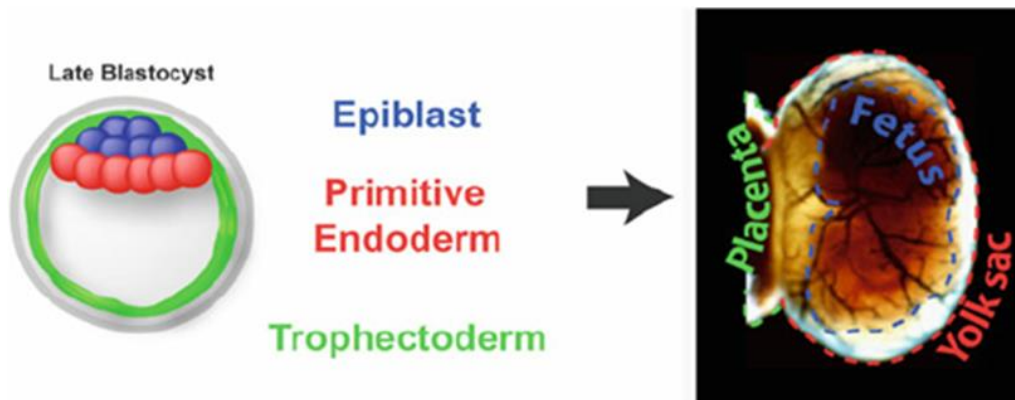 Late Blastocyst
Epiblast
Primitive
Endoderm
Trophectoderm
Placenta
Fetus
Yolk sac